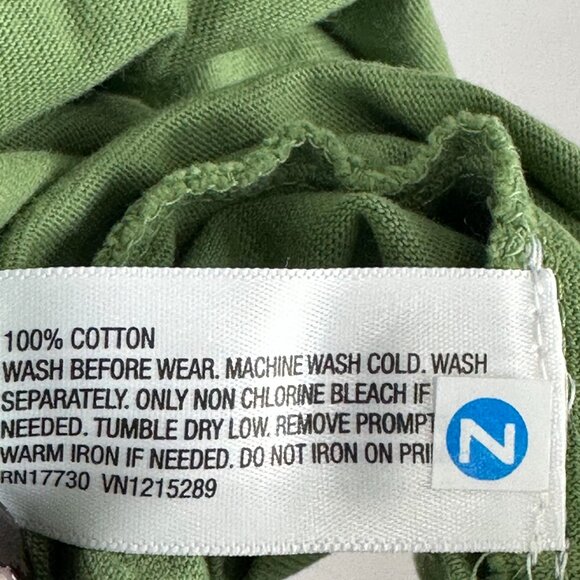 100% COTTON
WASH BEFORE WEAR. MACHINE WASH COLD. WASH
SEPARATELY. ONLY NON CHLORINE BLEACH IF
NEEDED. TUMBLE DRY LOW. REMOVE PROMPT
WARM IRON IF NEEDED. DO NOT IRON ON PRI
RN17730 VN1215289
N